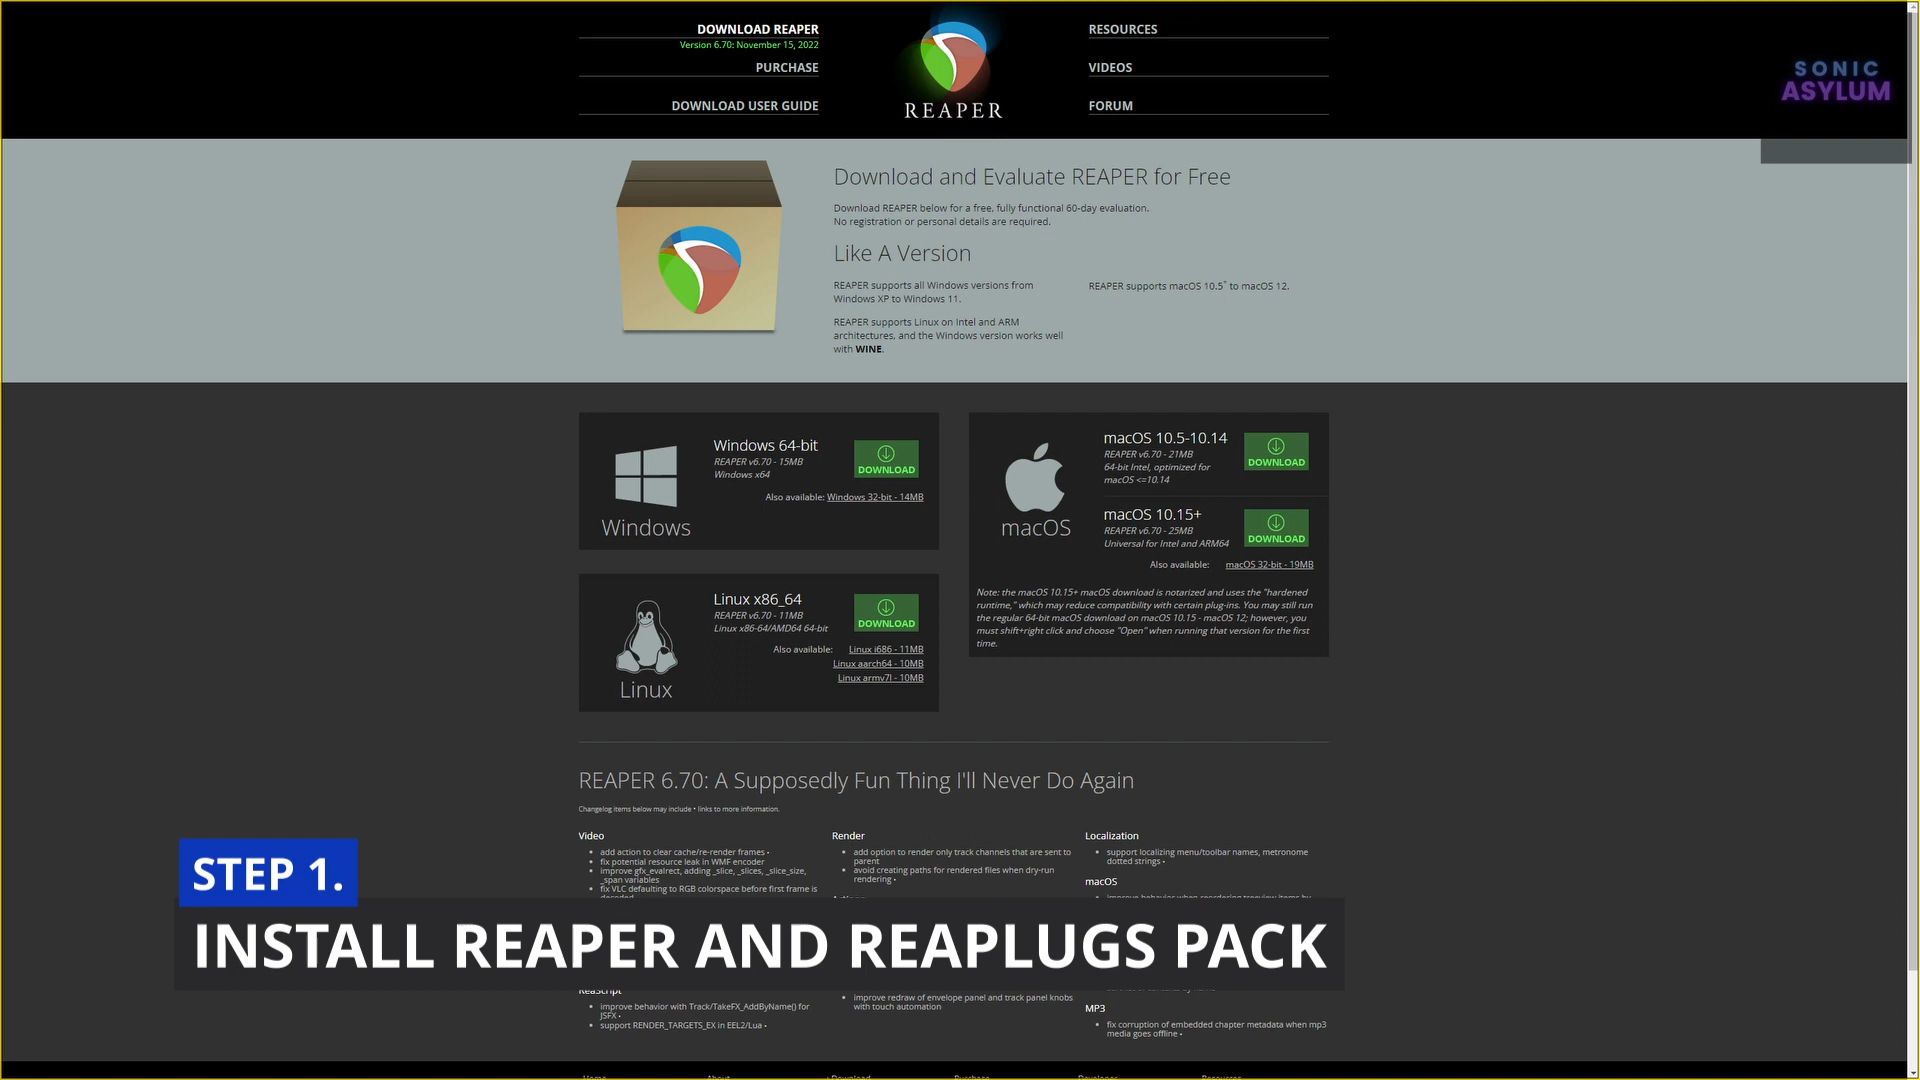 DOWNLOAD REAPER
Version 6.70: November 15, 2022
PURCHASE
DOWNLOAD USER GUIDE
REAPER
RESOURCES
VIDEOS
FORUM
SONIC
ASYLUM
Download and Evaluate REAPER for Free
Download REAPER below for a free, fully functional 60-day evaluation.
No registration or personal details are required.
Like A Version
REAPER supports all Windows versions from
Windows XP to Windows 11.
REAPER supports Linux on Intel and ARM
architectures, and the Windows version works well
with WINE.
REAPER supports macOS 10.5* to macOS 12.
Windows
Windows 64-bit
REAPER v6.70 - 15MB
Windows x64
DOWNLOAD
Also available: Windows 32-bit - 14MB
macOS
macOS 10.5-10.14
REAPER v6.70 - 21MB
64-bit Intel, optimized for
macOS <=10.14
DOWNLOAD
macOS 10.15+
REAPER v6.70 - 25MB
Universal for Intel and ARM64
DOWNLOAD
Also available: macOS 32-bit - 19MB
Note: the macOS 10.15+ macOS download is notarized and uses the "hardened
runtime," which may reduce compatibility with certain plug-ins. You may still run
the regular 64-bit macOS download on macOS 10.15 - macOS 12; however, you
must shift+right click and choose "Open" when running that version for the first
time.
Linux
Linux x86_64
REAPER v6.70 - 11MB
Linux x86-64/AMD64 64-bit
DOWNLOAD
Also available: Linux i686 - 11MB
Linux aarch64 - 10MB
Linux armv7l - 10MB
REAPER 6.70: A Supposedly Fun Thing I'll Never Do Again
Changelog items below may include • links to more information.
Video
• add action to clear cache/re-render frames •
• fix potential resource leak in WMF encoder
• improve gfx_evalrect, adding _slice, _slices, _slice_size,
_span variables
• fix VLC defaulting to RGB colorspace before first frame is
decoded
Render
• add option to render only track channels that are sent to
parent
• avoid creating paths for rendered files when dry-run
rendering •
Localization
• support localizing menu/toolbar names, metronome
dotted strings •
macOS
STEP 1.
INSTALL REAPER AND REAPLUGS PACK
ReaScript
• improve behavior with Track/TakeFX_AddByName() for
JSFX •
• support RENDER_TARGETS_EX in EEL2/Lua •
• improve redraw of envelope panel and track panel knobs
with touch automation
MP3
• fix corruption of embedded chapter metadata when mp3
media goes offline •